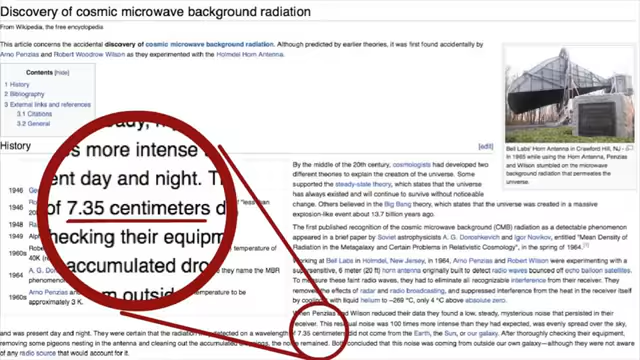 Discovery of cosmic microwave background radiation
From Wikipedia, the free encyclopedia
This article concerns the accidental discovery of cosmic microwave background radiation. Although predicted by earlier theories, it was first found accidentally by
Arno Penzias and Robert Woodrow Wilson as they experimented with the Holmdel Horn Antenna.
Contents [hide]
1 History
2 Bibliography
3 External links and references
3.1 Citations
3.2 General
Bell Labs' Horn Antenna in Crawford Hill, NJ -
In 1965 while using the Horn Antenna, Penzias
and Wilson stumbled on the microwave
background radiation that permeates the
universe.
more intense
ent day and night.
of 7.35 centimeters
hecking their equipm
accumulated dro
outsid
History
[edit]
1946
1946
1948
1949
1960s
1964
1960s
temperature of
they name the MBR
phenomenon
temperature to be
approximately 3 K.
By the middle of the 20th century, cosmologists had developed two
different theories to explain the creation of the universe. Some
supported the steady-state theory, which states that the universe
has always existed and will continue to survive without noticeable
change. Others believed in the Big Bang theory, which states that the universe was created in a massive
explosion-like event about 13.7 billion years ago.
The first published recognition of the cosmic microwave background (CMB) radiation as a detectable phenomenon
appeared in a brief paper by Soviet astrophysicists A. G. Doroshkevich and Igor Novikov, entitled "Mean Density of
Radiation in the Metagalaxy and Certain Problems in Relativistic Cosmology", in the spring of 1964.
Working at Bell Labs in Holmdel, New Jersey, in 1964, Arno Penzias and Robert Wilson were experimenting with a
supersensitive, 6 meter (20 ft) horn antenna originally built to detect radio waves bounced off echo balloon satellites.
To measure these faint radio waves, they had to eliminate all recognizable interference from their receiver. They
removed the effects of radar and radio broadcasting, and suppressed interference from the heat in the receiver itself
by cooling it with liquid helium to −269 °C, only 4 °C above absolute zero.
When Penzias and Wilson reduced their data they found a low, steady, mysterious noise that persisted in their
receiver. This residual noise was 100 times more intense than they had expected, was evenly spread over the sky,
and was present day and night. They were certain that the radiation they detected on a wavelength of 7.35 centimeters did not come from the Earth, the Sun, or our galaxy. After thoroughly checking their equipment,
removing some pigeons nesting in the antenna and cleaning out the accumulated droppings, the noise remained. Both concluded that this noise was coming from outside our own galaxy—although they were not aware
of any radio source that would account for it.